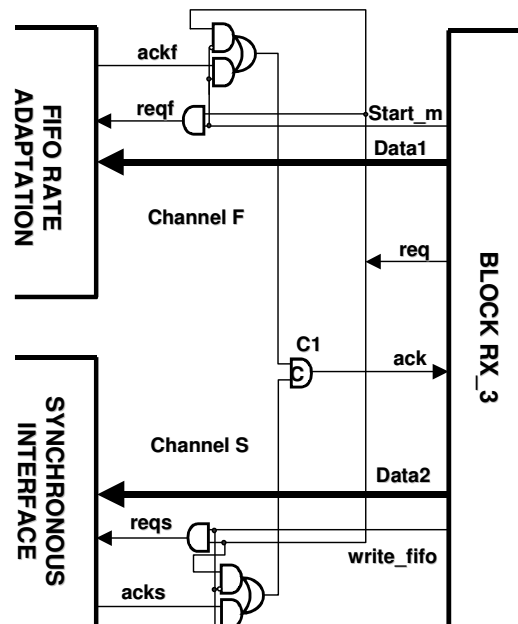 ackf
reqf
Start_m
Data1
FIFO RATE
ADAPTATION
Channel F
req
BLOCK RX_3
C1
C
ack
Channel S
Data2
SYNCHRONOUS
INTERFACE
reqs
write_fifo
acks